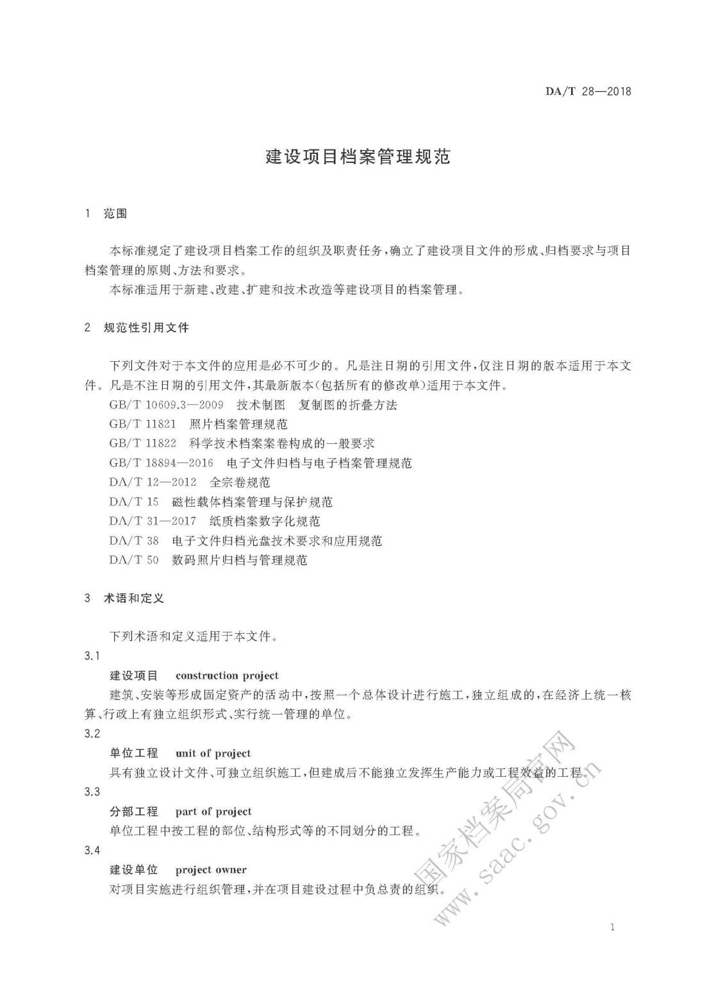 DA/T 28—2018
建设项目档案管理规范
1 范围
本标准规定了建设项目档案工作的组织及职责任务,确立了建设项目文件的形成、归档要求与项目
档案管理的原则、方法和要求。
本标准适用于新建、改建、扩建和技术改造等建设项目的档案管理。
2 规范性引用文件
下列文件对于本文件的应用是必不可少的。凡是注日期的引用文件,仅注日期的版本适用于本文
件。凡是不注日期的引用文件,其最新版本(包括所有的修改单)适用于本文件。
GB/T 10609.3—2009 技术制图 复制图的折叠方法
GB/T 11821 照片档案管理规范
GB/T 11822 科学技术档案案卷构成的一般要求
GB/T 18894—2016 电子文件归档与电子档案管理规范
DA/T 12—2012 全宗卷规范
DA/T 15 磁性载体档案管理与保护规范
DA/T 31—2017 纸质档案数字化规范
DA/T 38 电子文件归档光盘技术要求和应用规范
DA/T 50 数码照片归档与管理规范
3 术语和定义
下列术语和定义适用于本文件。
3.1
建设项目 construction project
建筑、安装等形成固定资产的活动中,按照一个总体设计进行施工,独立组成的,在经济上统一核
算、行政上有独立组织形式、实行统一管理的单位。
3.2
单位工程 unit of project
具有独立设计文件、可独立组织施工,但建成后不能独立发挥生产能力或工程效益的工程。
3.3
分部工程 part of project
单位工程中按工程的部位、结构形式等的不同划分的工程。
3.4
建设单位 project owner
对项目实施进行组织管理,并在项目建设过程中负总责的组织。
国家档案局官网
www.saac.gov.cn
1